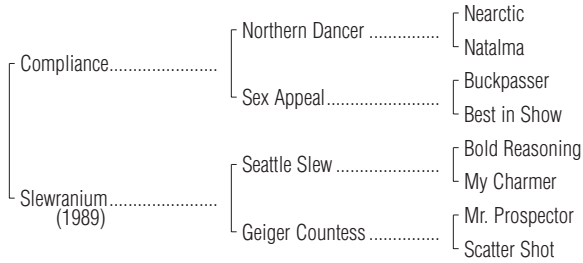 Nearctic
Northern Dancer ................
Natalma
Compliance........................
Buckpasser
Sex Appeal.........................
Best in Show
Bold Reasoning
Seattle Slew .......................
My Charmer
Slewranium........................
(1989)
Mr. Prospector
Geiger Countess................
Scatter Shot